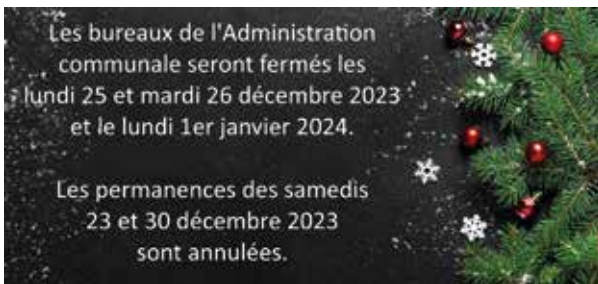 Les bureaux de l'Administration
communale seront fermés les
lundi 25 et mardi 26 décembre 2023
et le lundi 1er janvier 2024.
Les permanences des samedis
23 et 30 décembre 2023
sont annulées.